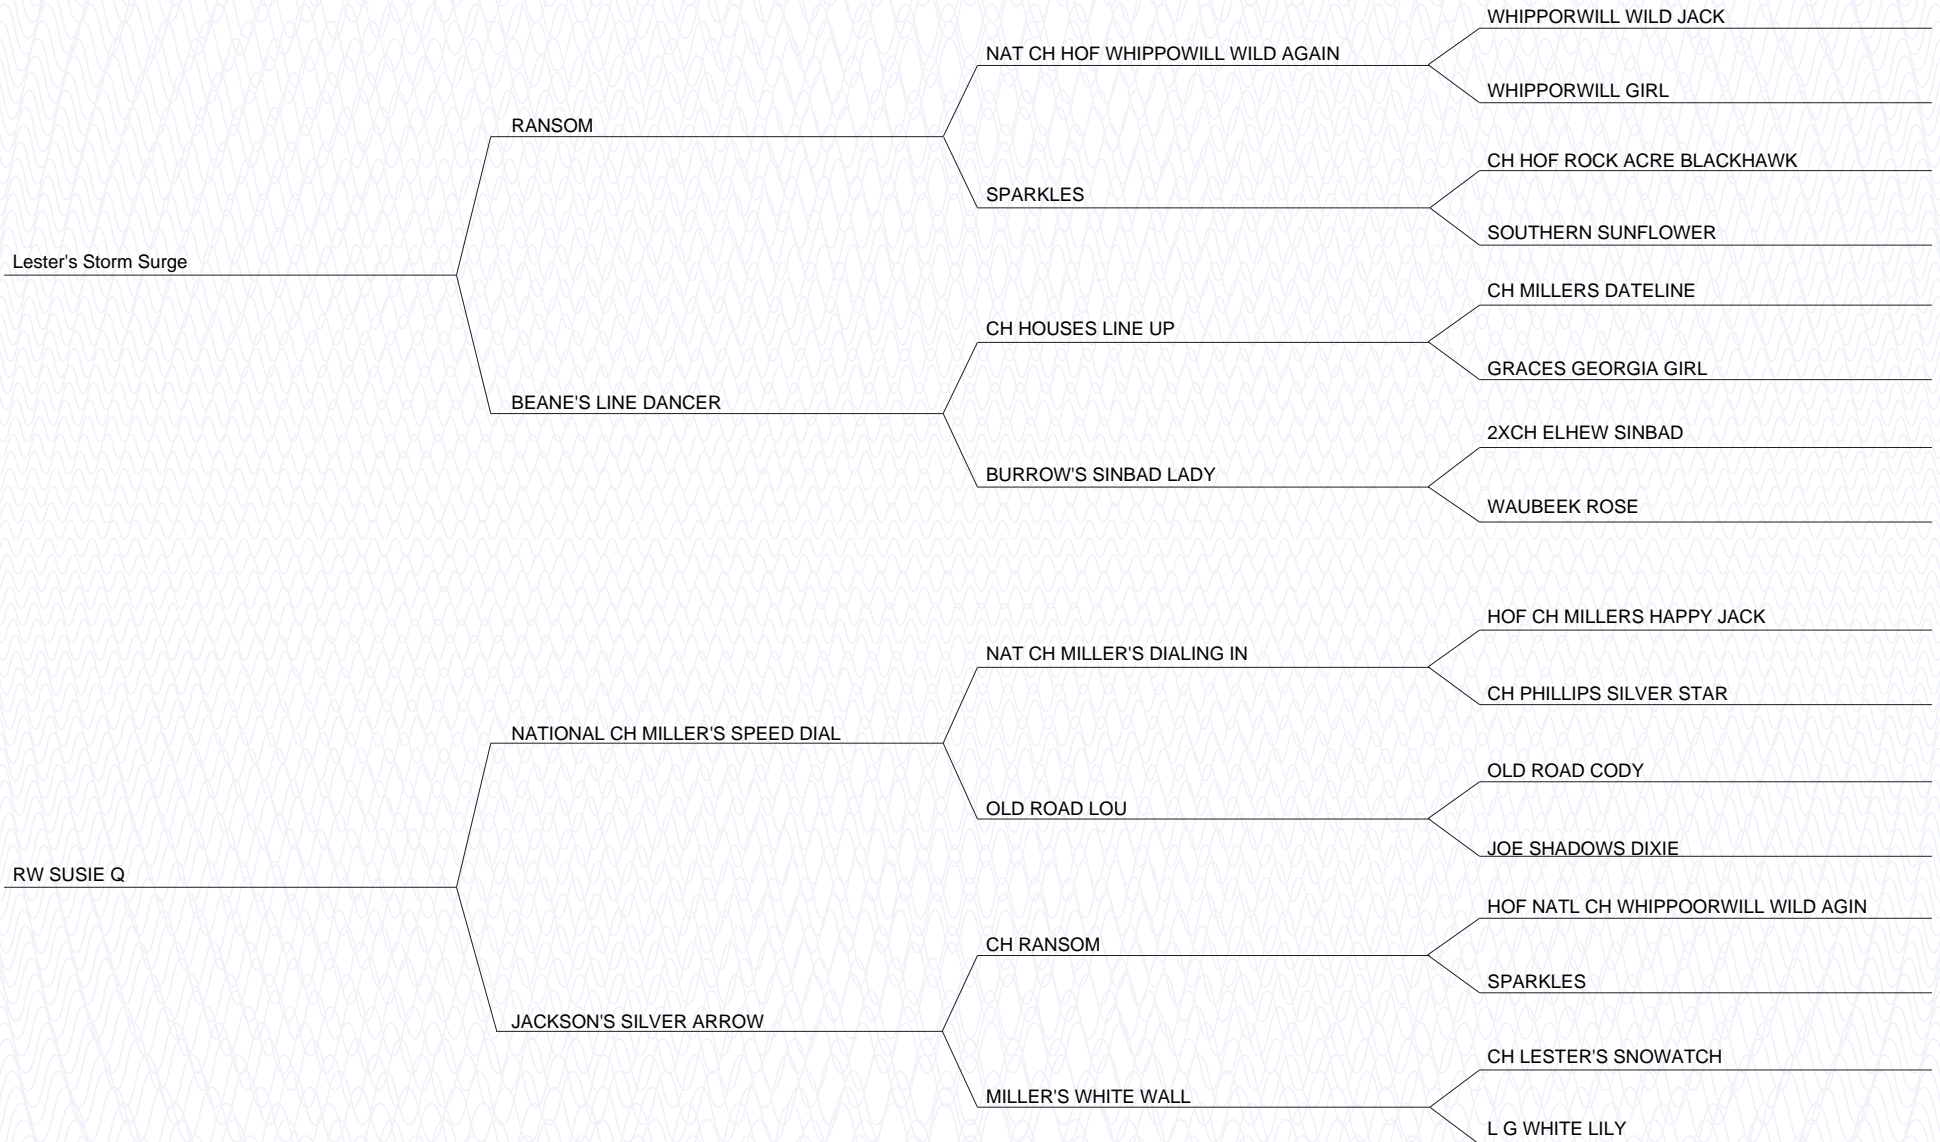 WHIPPORWILL WILD JACK
NAT CH HOF WHIPPOWILL WILD AGAIN
WHIPPORWILL GIRL
RANSOM
CH HOF ROCK ACRE BLACKHAWK
SPARKLES
SOUTHERN SUNFLOWER
Lester's Storm Surge
CH MILLERS DATELINE
CH HOUSES LINE UP
GRACES GEORGIA GIRL
BEANE'S LINE DANCER
2XCH ELHEW SINBAD
BURROW'S SINBAD LADY
WAUBEEK ROSE
HOF CH MILLERS HAPPY JACK
NAT CH MILLER'S DIALING IN
CH PHILLIPS SILVER STAR
NATIONAL CH MILLER'S SPEED DIAL
OLD ROAD CODY
OLD ROAD LOU
JOE SHADOWS DIXIE
RW SUSIE Q
HOF NATL CH WHIPPOORWILL WILD AGIN
CH RANSOM
SPARKLES
JACKSON'S SILVER ARROW
CH LESTER'S SNOWATCH
MILLER'S WHITE WALL
L G WHITE LILY